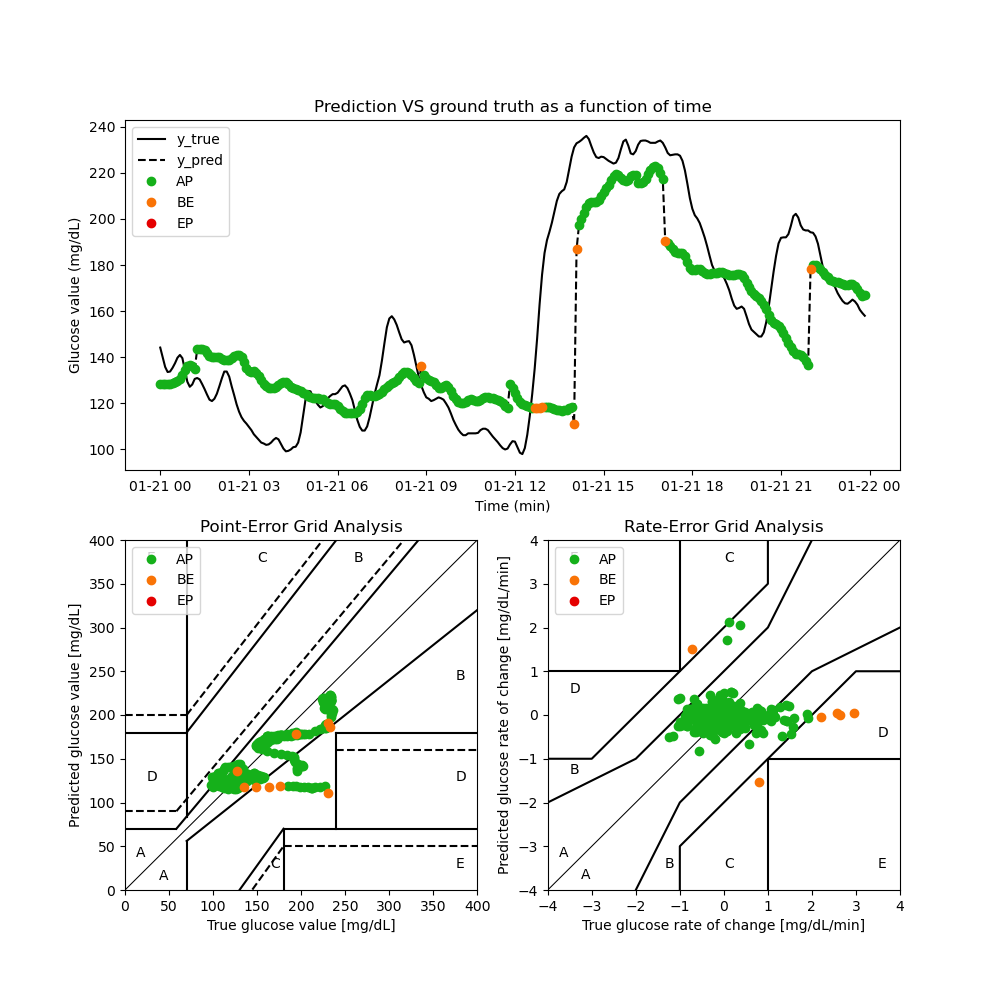 Prediction VS ground truth as a function of time
240
220
200
180
160
140
120
100
Glucose value (mg/dL)
y_true
y_pred
AP
BE
EP
01-21 00 01-21 03 01-21 06 01-21 09 01-21 12 01-21 15 01-21 18 01-21 21 01-22 00
Time (min)
Point-Error Grid Analysis
400
350
300
250
200
150
100
50
0
Predicted glucose value [mg/dL]
AP
BE
EP
C B
B
D D
A
A
C
E
0 50 100 150 200 250 300 350 400
True glucose value [mg/dL]
Rate-Error Grid Analysis
4
3
2
1
0
−1
−2
−3
−4
Predicted glucose rate of change [mg/dL/min]
AP
BE
EP
C
D
D
B
A
A
B C E
−4 −3 −2 −1 0 1 2 3 4
True glucose rate of change [mg/dL/min]